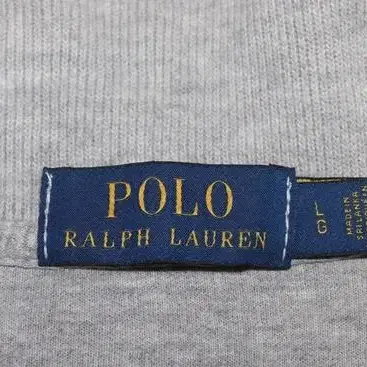 POLO
RALPH LAUREN
MADE IN
SRI LANKA